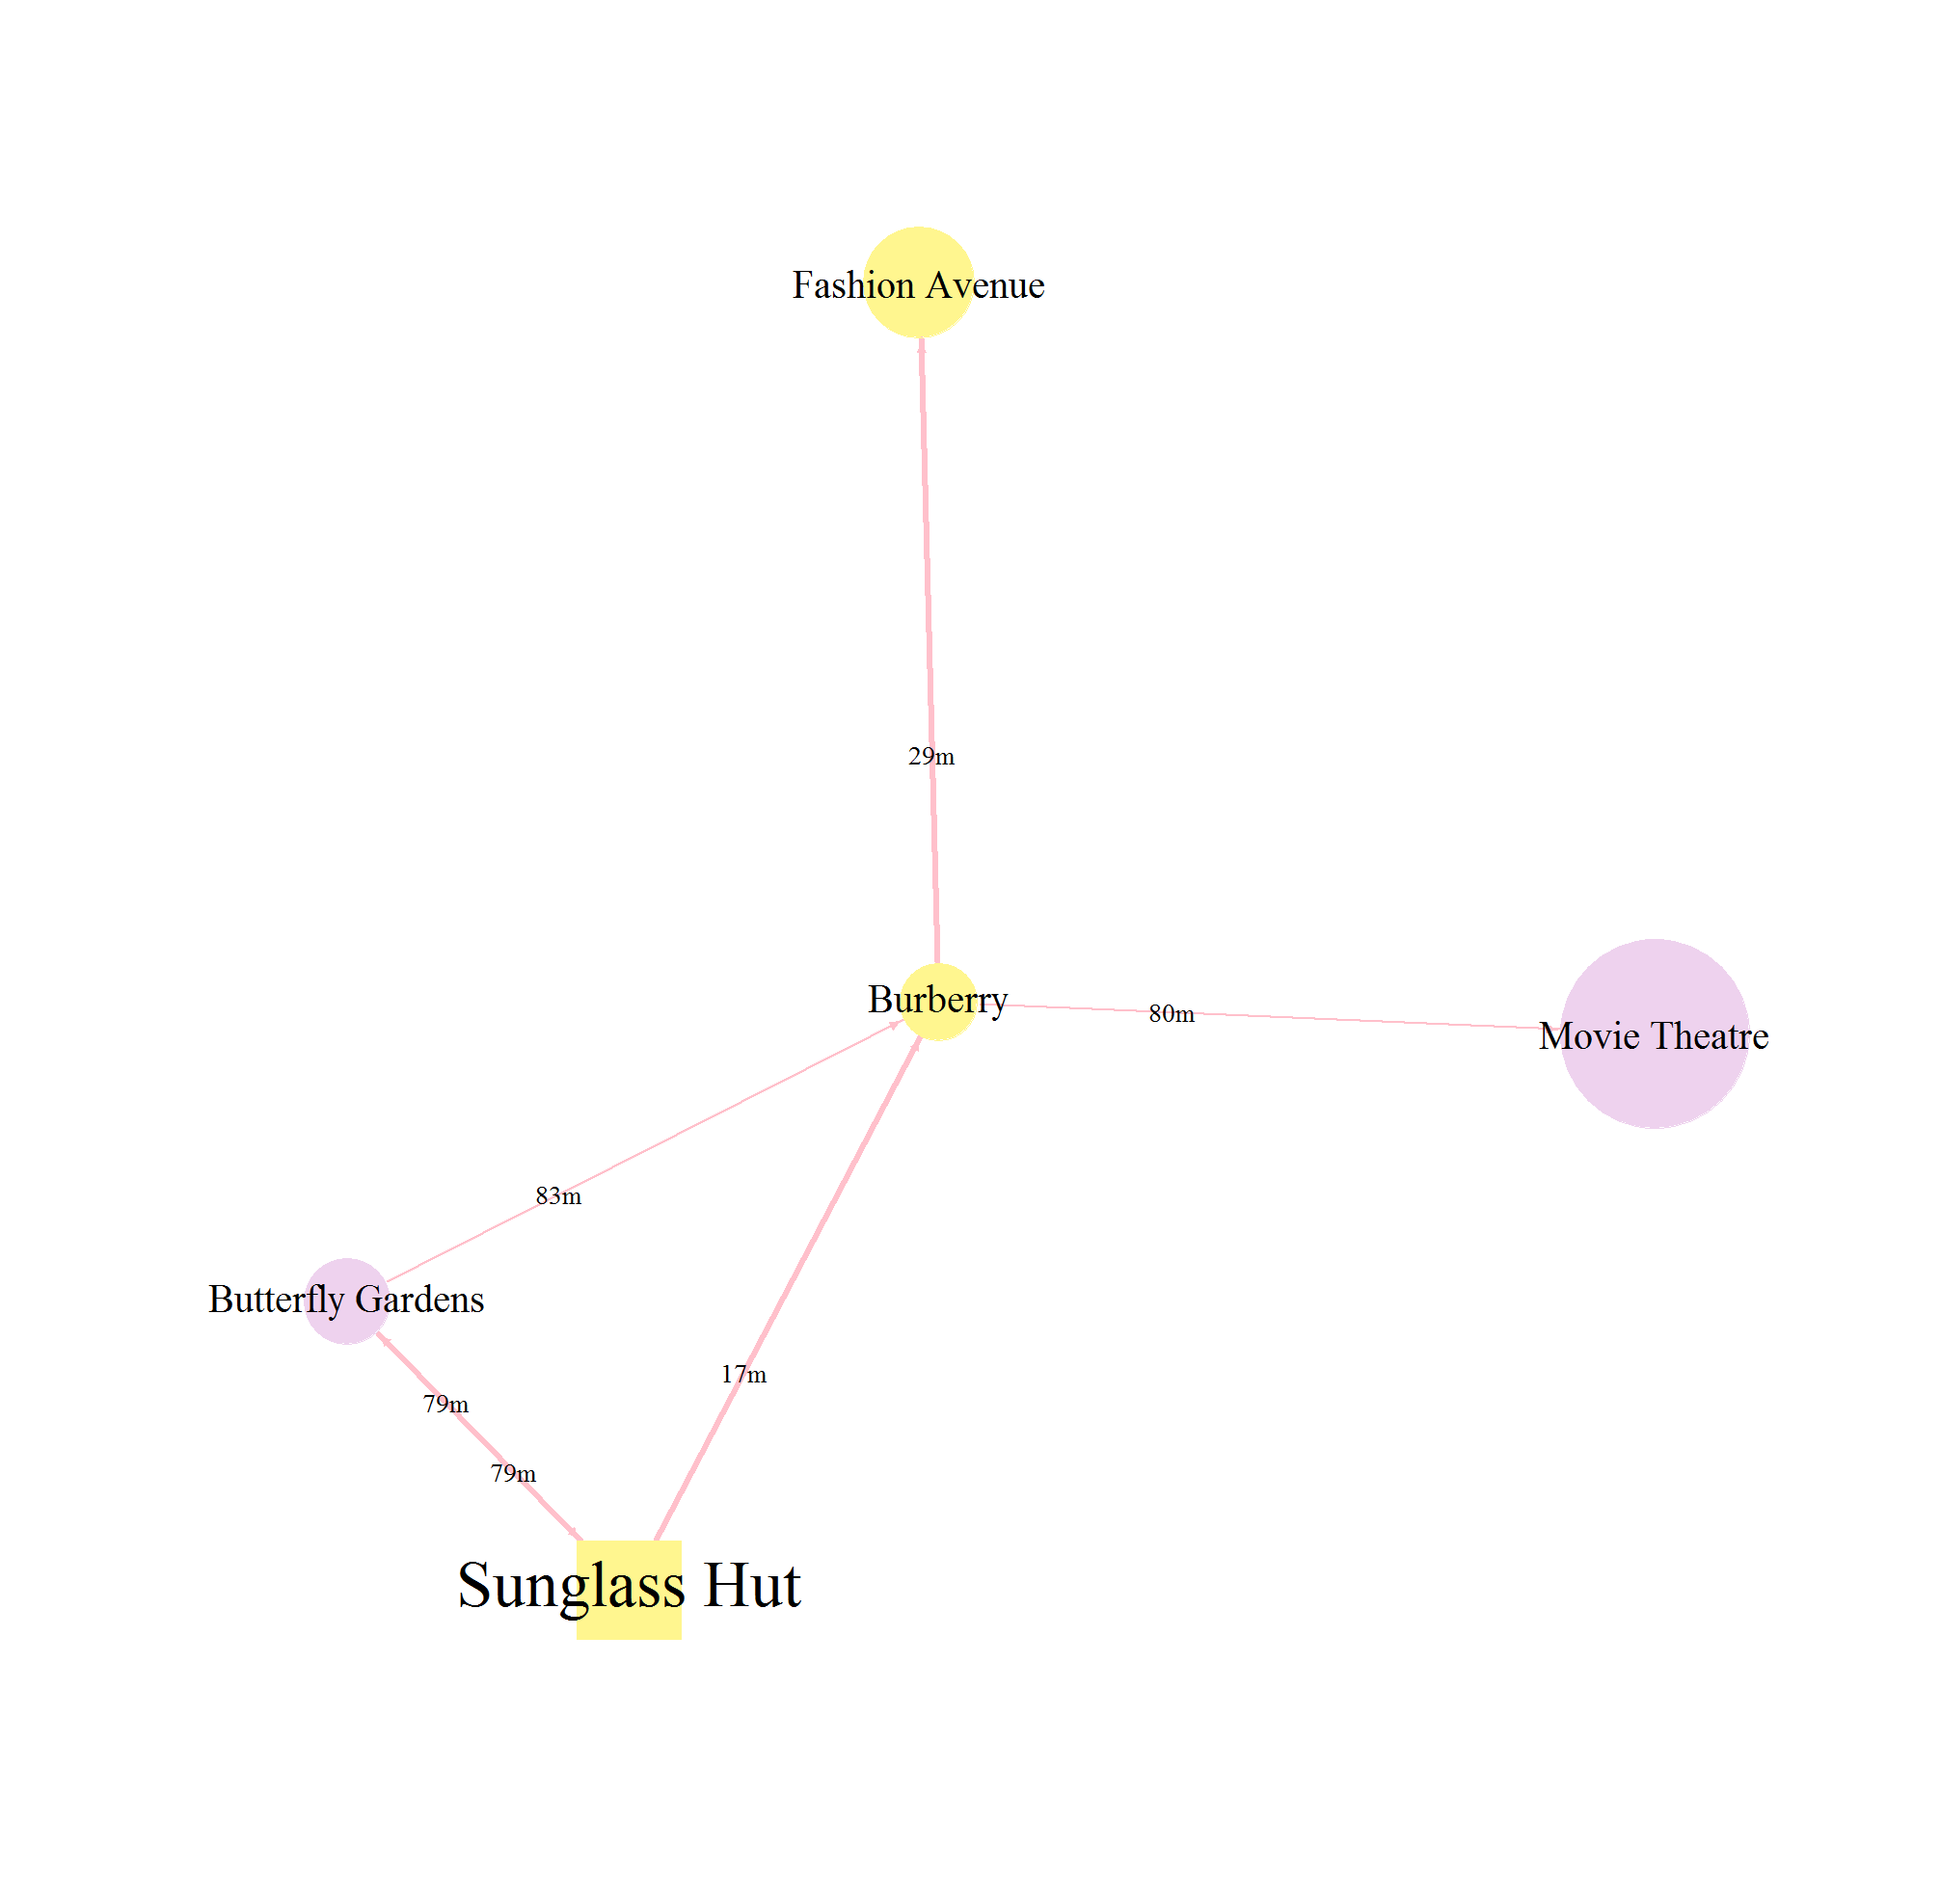 Fashion Avenue
29m
Burberry
80m
Movie Theatre
83m
Butterfly Gardens
17m
79m
79m
Sunglass Hut